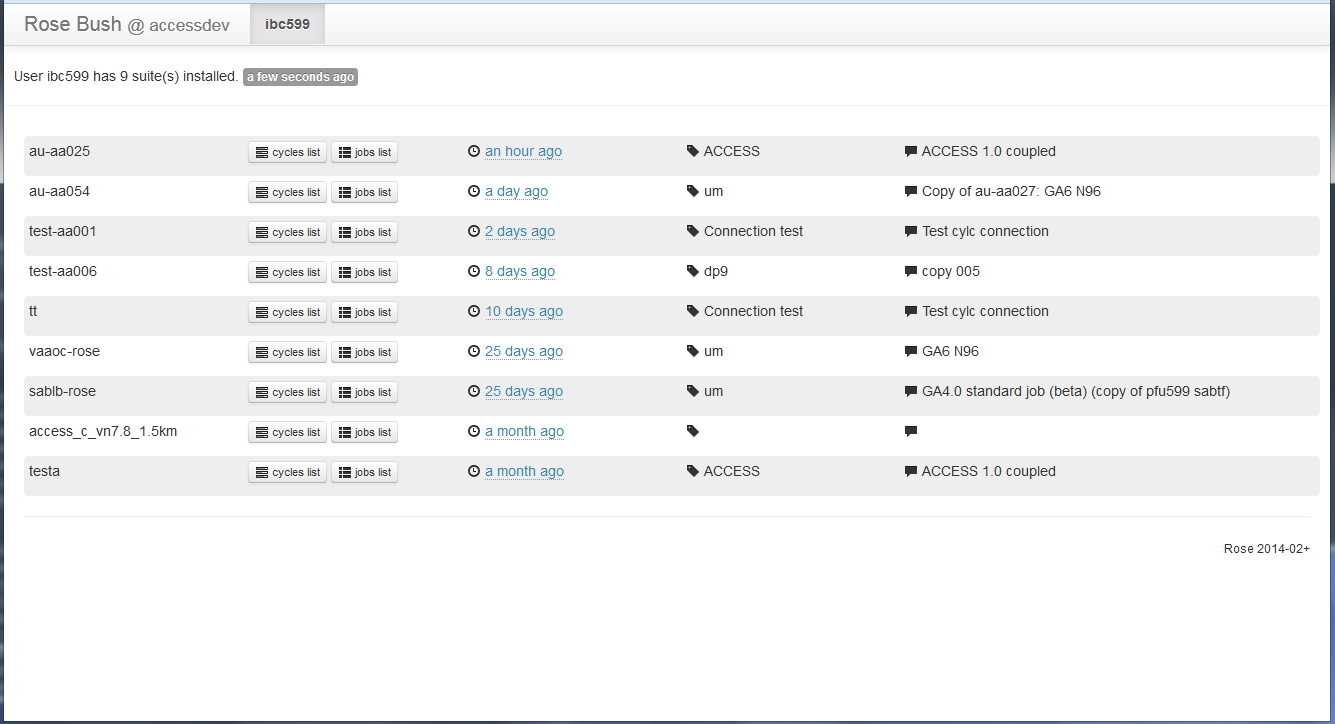 Rose Bush @ accessdev ibc599
User ibc599 has 9 suite(s) installed. a few seconds ago
au-aa025 cycles list jobs list an hour ago ACCESS ACCESS 1.0 coupled
au-aa054 cycles list jobs list a day ago um Copy of au-aa027: GA6 N96
test-aa001 cycles list jobs list 2 days ago Connection test Test cylc connection
test-aa006 cycles list jobs list 8 days ago dp9 copy 005
tt cycles list jobs list 10 days ago Connection test Test cylc connection
vaaoc-rose cycles list jobs list 25 days ago um GA6 N96
sablb-rose cycles list jobs list 25 days ago um GA4.0 standard job (beta) (copy of pfu599 sabtf)
access_c_vn7.8_1.5km cycles list jobs list a month ago
testa cycles list jobs list a month ago ACCESS ACCESS 1.0 coupled
Rose 2014-02+